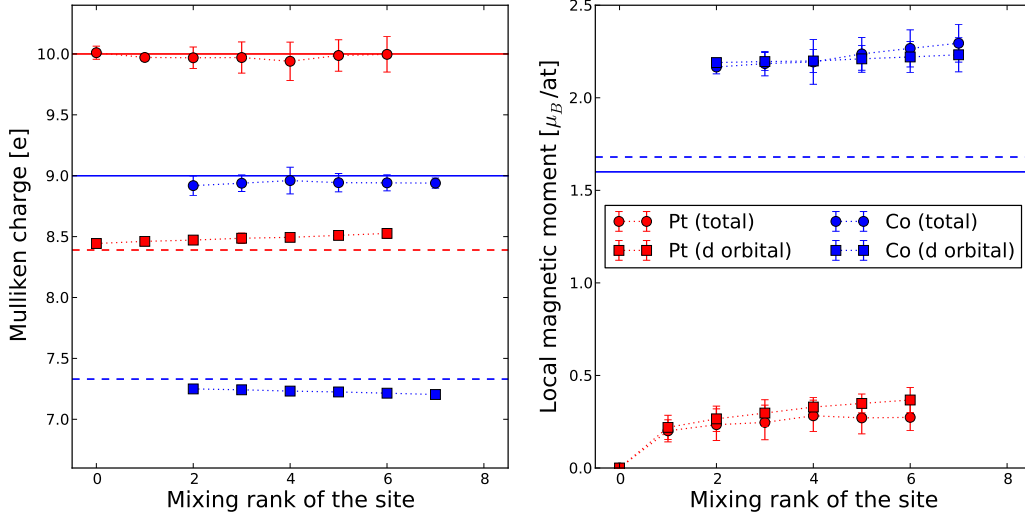 Mulliken charge [e]
10.0
9.5
9.0
8.5
8.0
7.5
7.0
0
2
4
6
8
Mixing rank of the site
Local magnetic moment [μB/at]
2.5
2.0
1.5
1.0
0.5
0.0
Pt (total)
Pt (d orbital)
Co (total)
Co (d orbital)
0
2
4
6
8
Mixing rank of the site